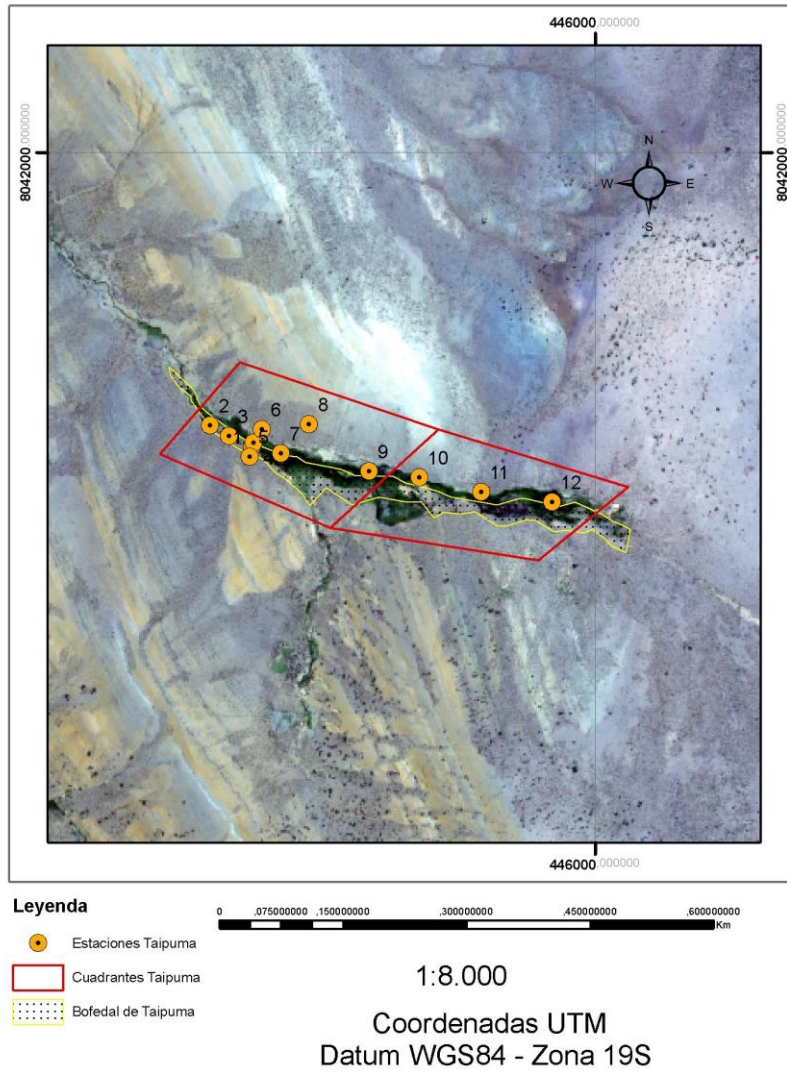 446000,000000
8042000,000000
8042000,000000
N
W
E
S
8
6
2
3
5
7
9
10
11
12
446000,000000
Leyenda
Estaciones Taipuma
Cuadrantes Taipuma
Bofedal de Taipuma
0 ,075000000 ,150000000 ,300000000 ,450000000 ,600000000
Km
1:8.000
Coordenadas UTM
Datum WGS84 - Zona 19S